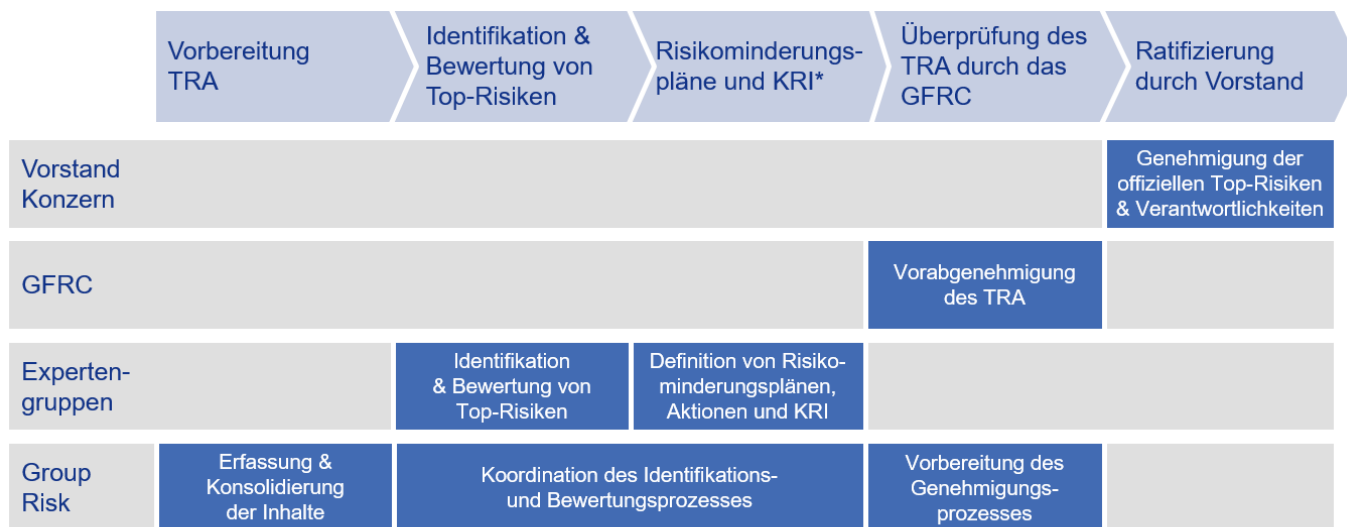 Vorbereitung
TRA
Identifikation &
Bewertung von
Top-Risiken
Risikominderungs-
pläne und KRI*
Überprüfung des
TRA durch das
GFRC
Ratifizierung
durch Vorstand
Vorstand
Konzern
Genehmigung der
offiziellen Top-Risiken
& Verantwortlichkeiten
GFRC
Vorabgenehmigung
des TRA
Experten-
gruppen
Identifikation
& Bewertung von
Top-Risiken
Definition von Risiko-
minderungsplänen,
Aktionen und KRI
Group
Risk
Erfassung &
Konsolidierung
der Inhalte
Koordination des Identifikations-
und Bewertungsprozesses
Vorbereitung des
Genehmigungs-
prozesses